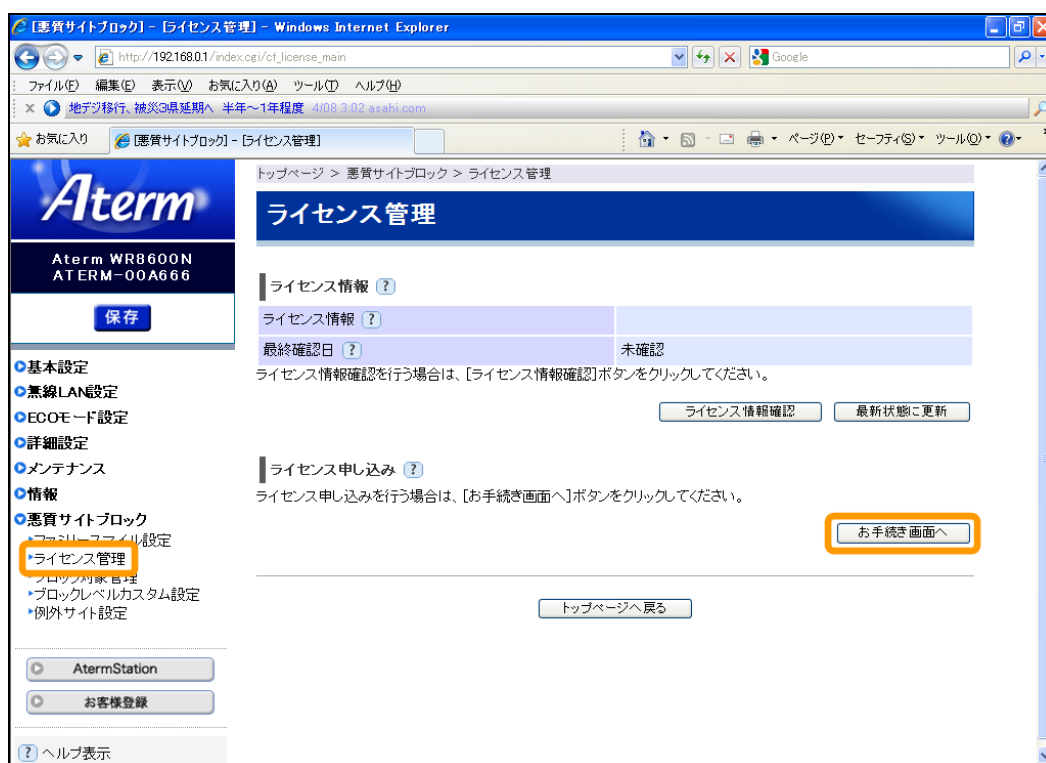 [悪質サイトブロック] - [ライセンス管理] - Windows Internet Explorer
http://192.168.0.1/index.cgi/cf_license_main
Google
ファイル(F) 編集(E) 表示(V) お気に入り(A) ツール(T) ヘルプ(H)
地デジ移行、被災3県延期へ 半年～1年程度 4/08 3:02 asahi.com
お気に入り
[悪質サイトブロック] - [ライセンス管理]
ページ(P) セーフティ(S) ツール(O)
Aterm
Aterm WR8600N
ATERM-00A666
保存
基本設定
無線LAN設定
ECOモード設定
詳細設定
メンテナンス
情報
悪質サイトブロック
ファミリースマイル設定
ライセンス管理
ブロック対象管理
ブロックレベルカスタム設定
例外サイト設定
AtermStation
お客様登録
? ヘルプ表示
トップページ > 悪質サイトブロック > ライセンス管理
ライセンス管理
ライセンス情報 ?
ライセンス情報 ?
最終確認日 ? 未確認
ライセンス情報確認を行う場合は、[ライセンス情報確認]ボタンをクリックしてください。
ライセンス情報確認 最新状態に更新
ライセンス申し込み ?
ライセンス申し込みを行う場合は、[お手続き画面へ]ボタンをクリックしてください。
お手続き画面へ
トップページへ戻る